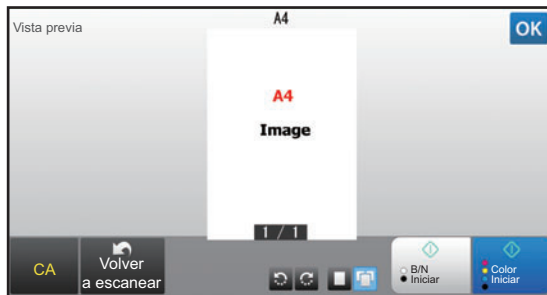 A4
Vista previa
OK
A4
Image
1 / 1
CA
Volver
a escanear
B/N
Iniciar
Color
Iniciar